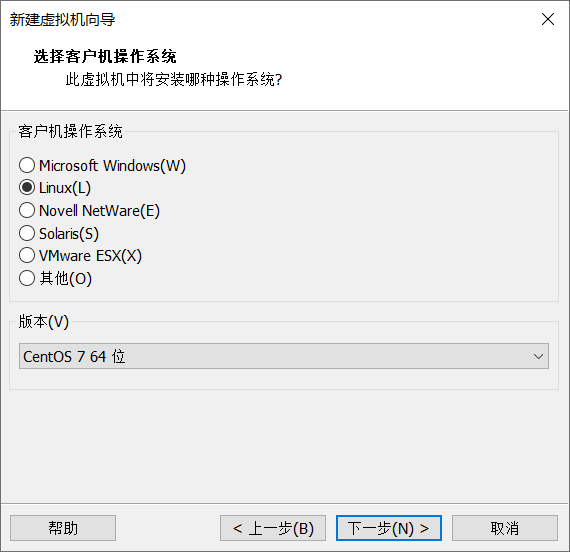 新建虚拟机向导
选择客户机操作系统
此虚拟机中将安装哪种操作系统?
客户机操作系统
Microsoft Windows(W)
Linux(L)
Novell NetWare(E)
Solaris(S)
VMware ESX(X)
其他(O)
版本(V)
CentOS 7 64 位
帮助
< 上一步(B)
下一步(N) >
取消